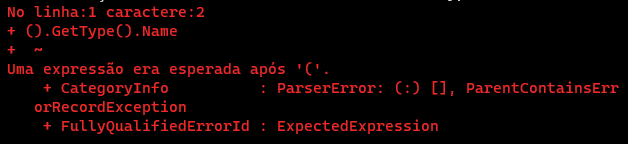 No linha:1 caractere:2
+ ().GetType().Name
+  ~
Uma expressão era esperada após '('.
    + CategoryInfo          : ParserError: (:) [], ParentContainsErr
   orRecordException
    + FullyQualifiedErrorId : ExpectedExpression